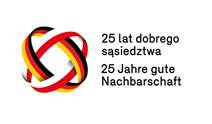 25 lat dobrego
sąsiedztwa
25 Jahre gute
Nachbarschaft